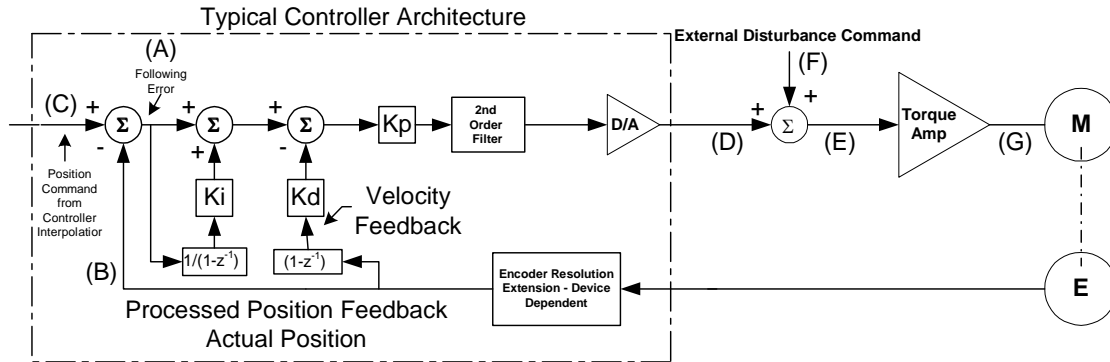 Typical Controller Architecture
(A)
Following
Error
External Disturbance Command
(F)
(C)
+
-
Σ
+
+
Σ
+
-
Σ
Kp
2nd
Order
Filter
D/A
(D)
+
+
Σ
(E)
Torque
Amp
(G)
M
Position
Command
from
Controller
Interpolatior
Ki
Kd
Velocity
Feedback
1/(1-z⁻¹)
(1-z⁻¹)
(B)
Encoder Resolution
Extension - Device
Dependent
E
Processed Position Feedback
Actual Position